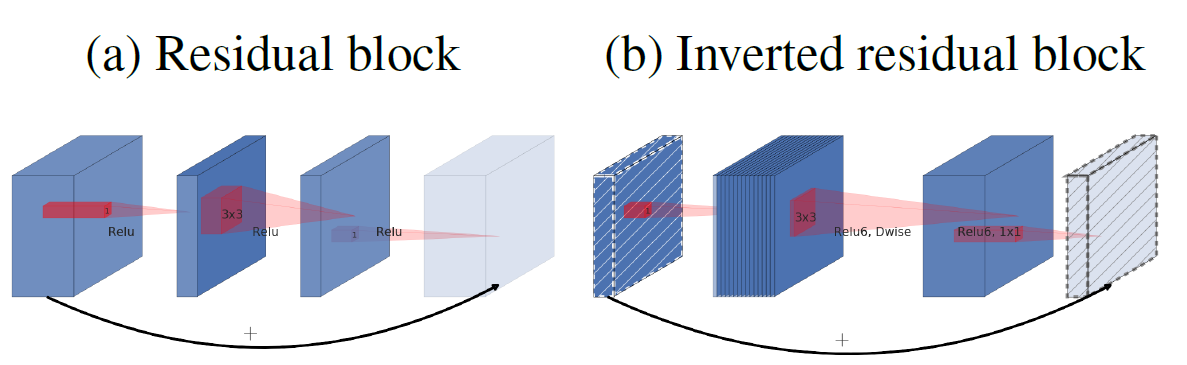 (a) Residual block
(b) Inverted residual block
1
Relu
3x3
Relu
1
Relu
+
1
3x3
Relu6, Dwise
Relu6, 1x1
+